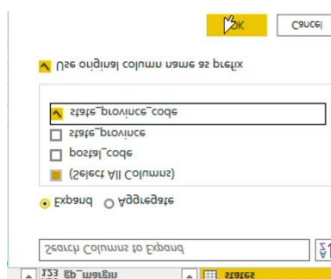 123 gp_margin states
Search Columns to Expand
Expand Aggregate
(Select All Columns)
postal_code
state_province
state_province_code
Use original column name as prefix
OK Cancel